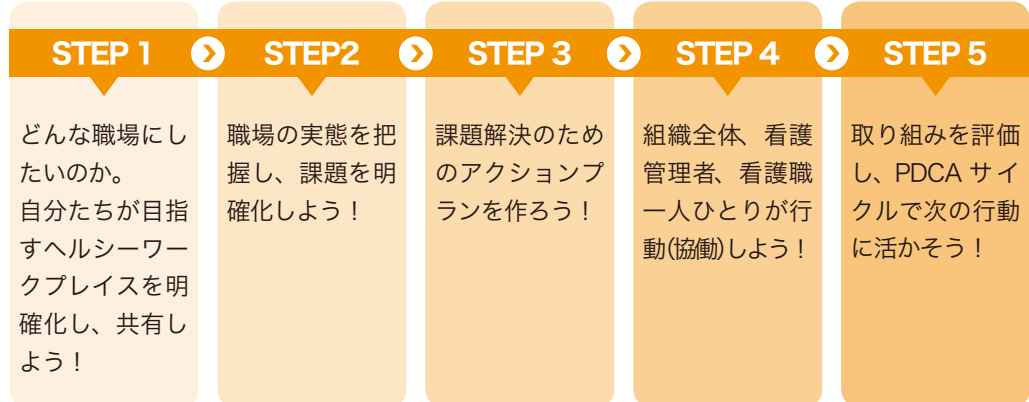 STEP 1
どんな職場にし
たいのか。
自分たちが目指
すヘルシーワー
クプレイスを明
確化し、共有し
よう！
STEP2
職場の実態を把
握し、課題を明
確化しよう！
STEP 3
課題解決のため
のアクションプ
ランを作ろう！
STEP 4
組織全体、看護
管理者、看護職
一人ひとりが行
動(協働)しよう！
STEP 5
取り組みを評価
し、PDCA サイ
クルで次の行動
に活かそう！